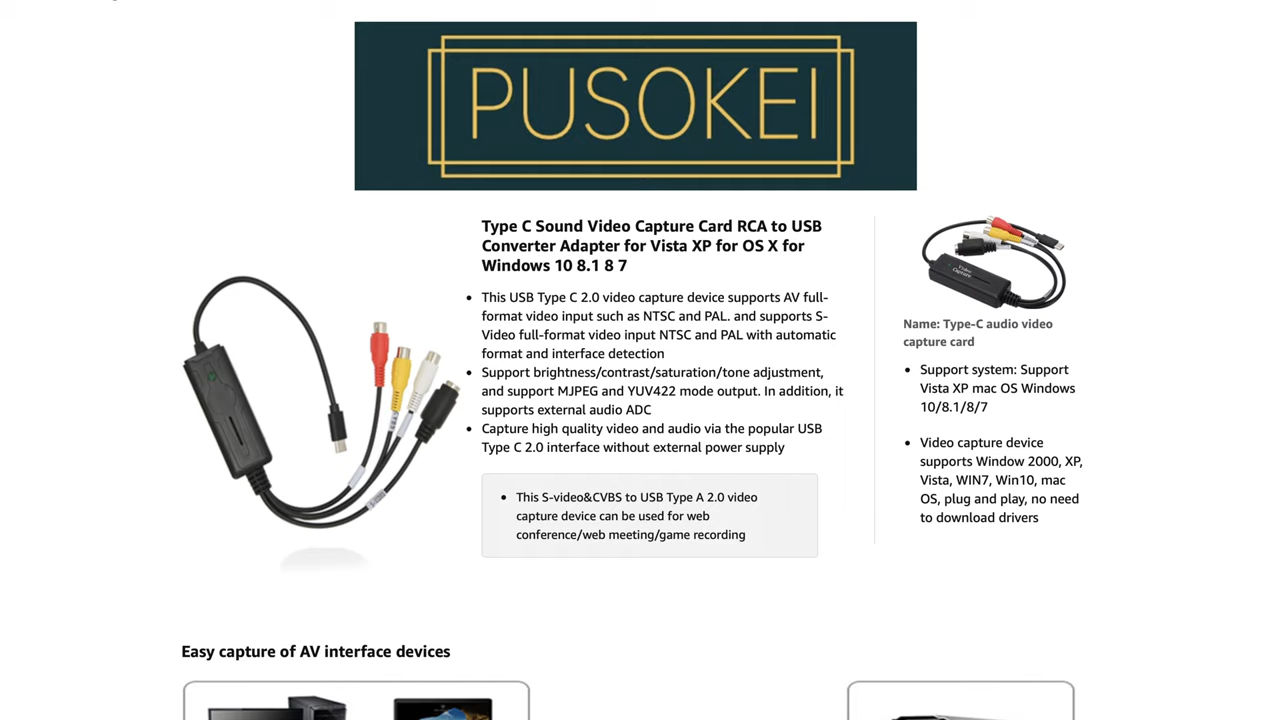 PUSOKEI
Type C Sound Video Capture Card RCA to USB
Converter Adapter for Vista XP for OS X for
Windows 10 8.1 8 7
• This USB Type C 2.0 video capture device supports AV full-
format video input such as NTSC and PAL. and supports S-
Video full-format video input NTSC and PAL with automatic
format and interface detection
• Support brightness/contrast/saturation/tone adjustment,
and support MJPEG and YUV422 mode output. In addition, it
supports external audio ADC
• Capture high quality video and audio via the popular USB
Type C 2.0 interface without external power supply
• This S-video&CVBS to USB Type A 2.0 video
capture device can be used for web
conference/web meeting/game recording
Video
Capture
Name: Type-C audio video
capture card
• Support system: Support
Vista XP mac OS Windows
10/8.1/8/7
• Video capture device
supports Window 2000, XP,
Vista, WIN7, Win10, mac
OS, plug and play, no need
to download drivers
Easy capture of AV interface devices